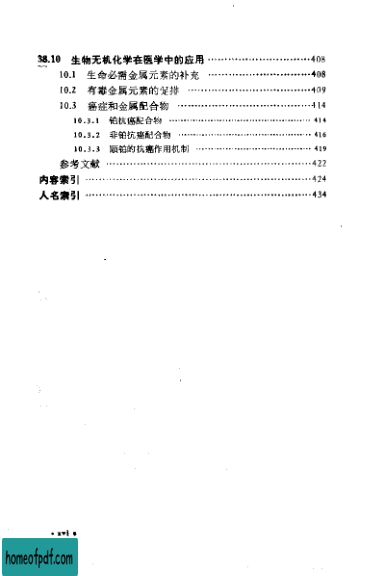 38.10 生物无机化学在医学中的应用 ……………………… 408
10.1 生命必需金属元素的补充 ……………………… 408
10.2 有毒金属元素的促排 ……………………… 409
10.3 癌症和金属配合物 ……………………… 414
10.3.1 铂抗癌配合物 ……………………… 414
10.3.2 非铂抗癌配合物 ……………………… 416
10.3.3 顺铂的抗癌作用机制 ……………………… 419
参考文献 ……………………… 422
内容索引 ……………………… 424
人名索引 ……………………… 434
• xvi •
homeofpdf.com